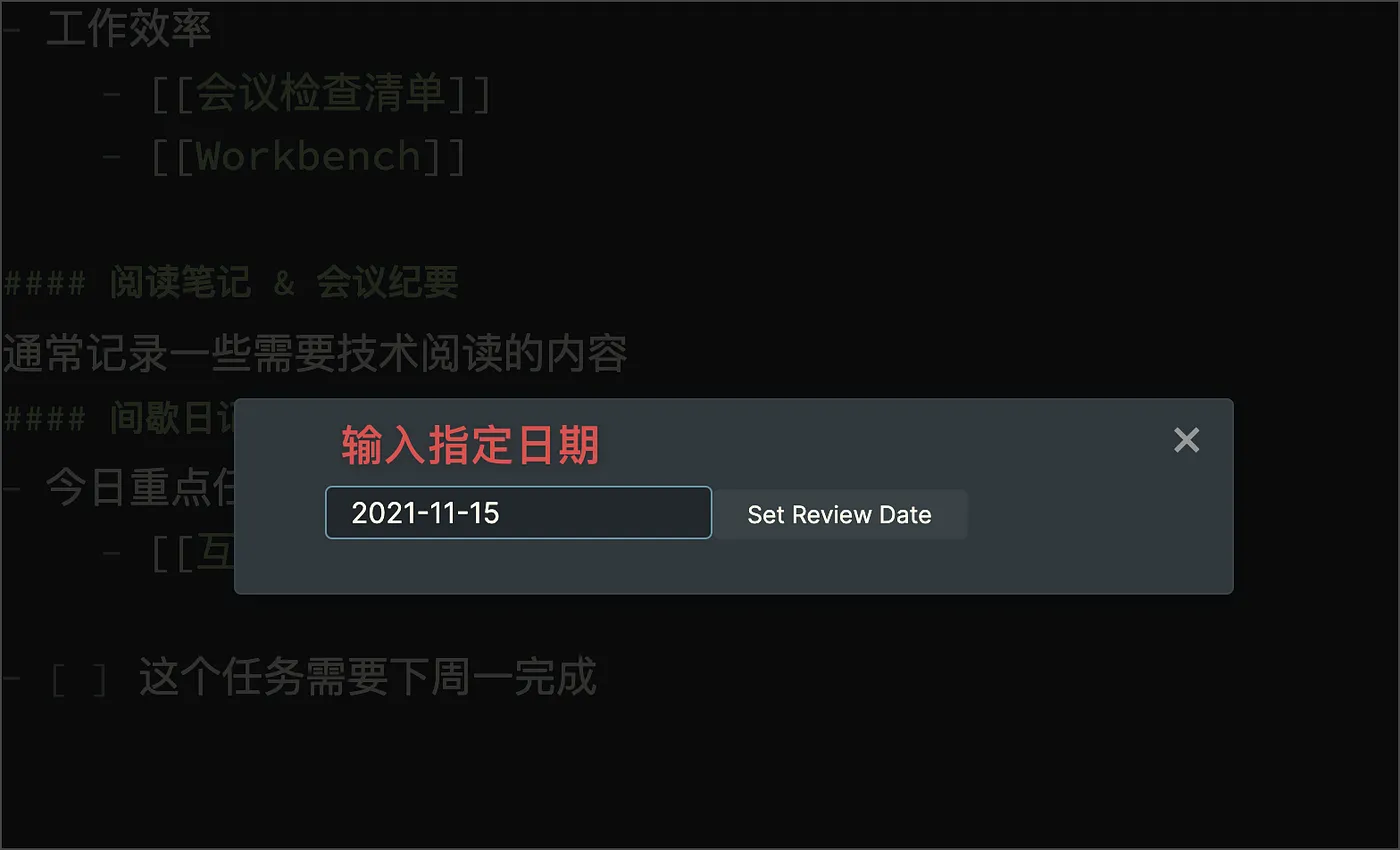 - 工作效率
- [[会议检查清单]]
- [[Workbench]]
#### 阅读笔记 & 会议纪要
通常记录一些需要技术阅读的内容
#### 间歇日记
输入指定日期
- 今日重点任
2021-11-15 Set Review Date
- [[互
- [ ] 这个任务需要下周一完成